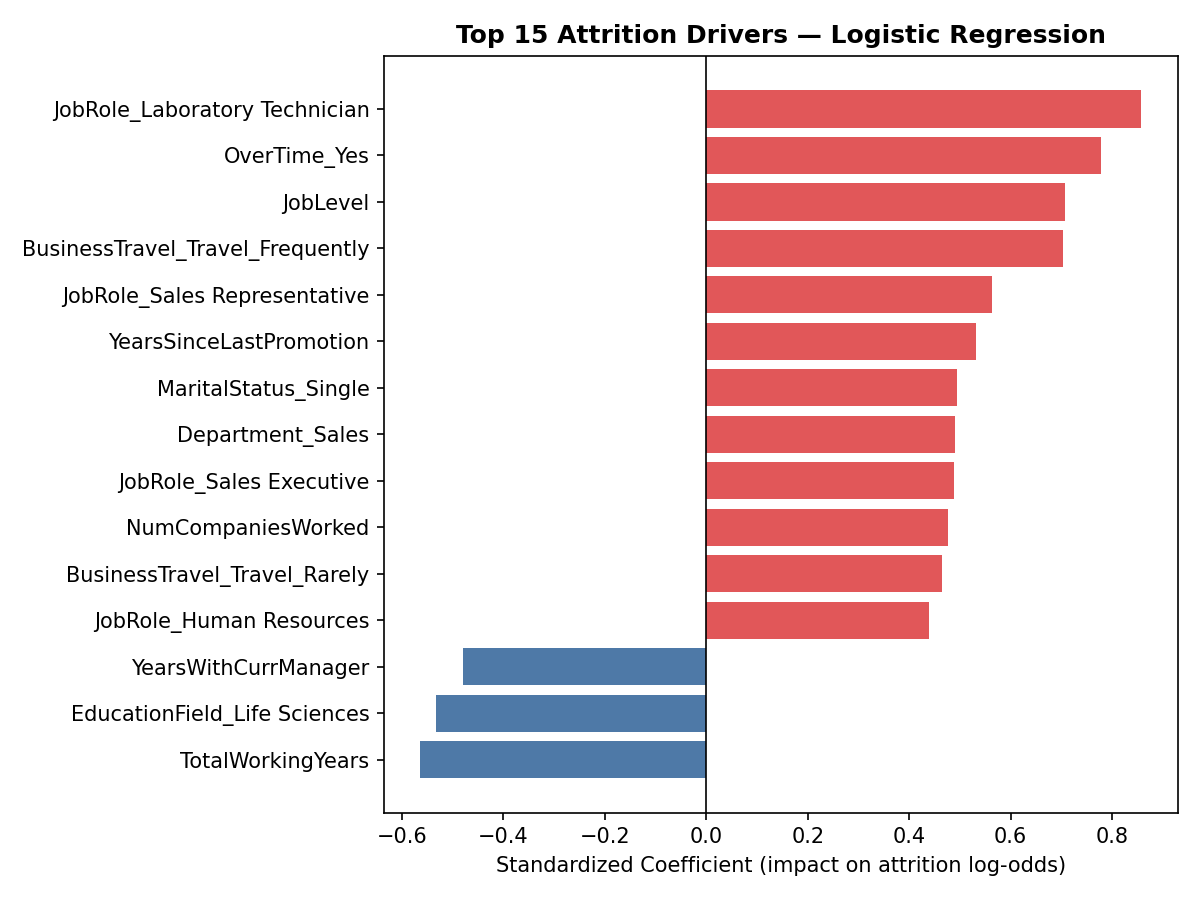 Top 15 Attrition Drivers — Logistic Regression
JobRole_Laboratory Technician
OverTime_Yes
JobLevel
BusinessTravel_Travel_Frequently
JobRole_Sales Representative
YearsSinceLastPromotion
MaritalStatus_Single
Department_Sales
JobRole_Sales Executive
NumCompaniesWorked
BusinessTravel_Travel_Rarely
JobRole_Human Resources
YearsWithCurrManager
EducationField_Life Sciences
TotalWorkingYears
−0.6 −0.4 −0.2 0.0 0.2 0.4 0.6 0.8
Standardized Coefficient (impact on attrition log-odds)